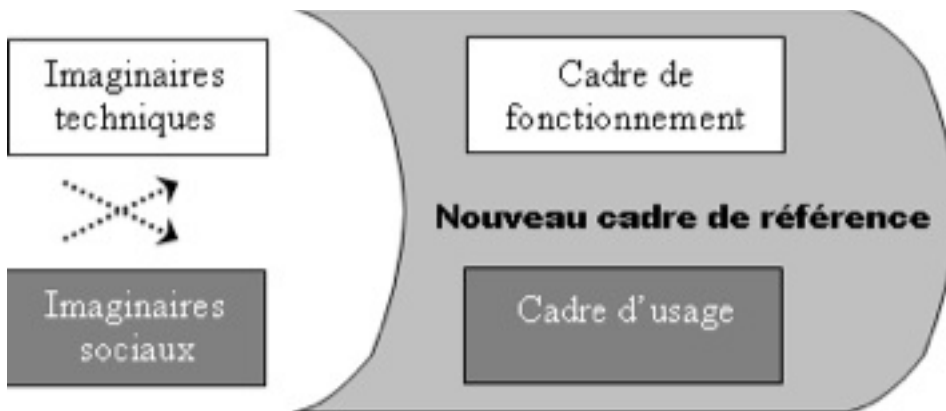 Imaginaires
techniques
Cadre de
fonctionnement
Nouveau cadre de référence
Imaginaires
sociaux
Cadre d'usage